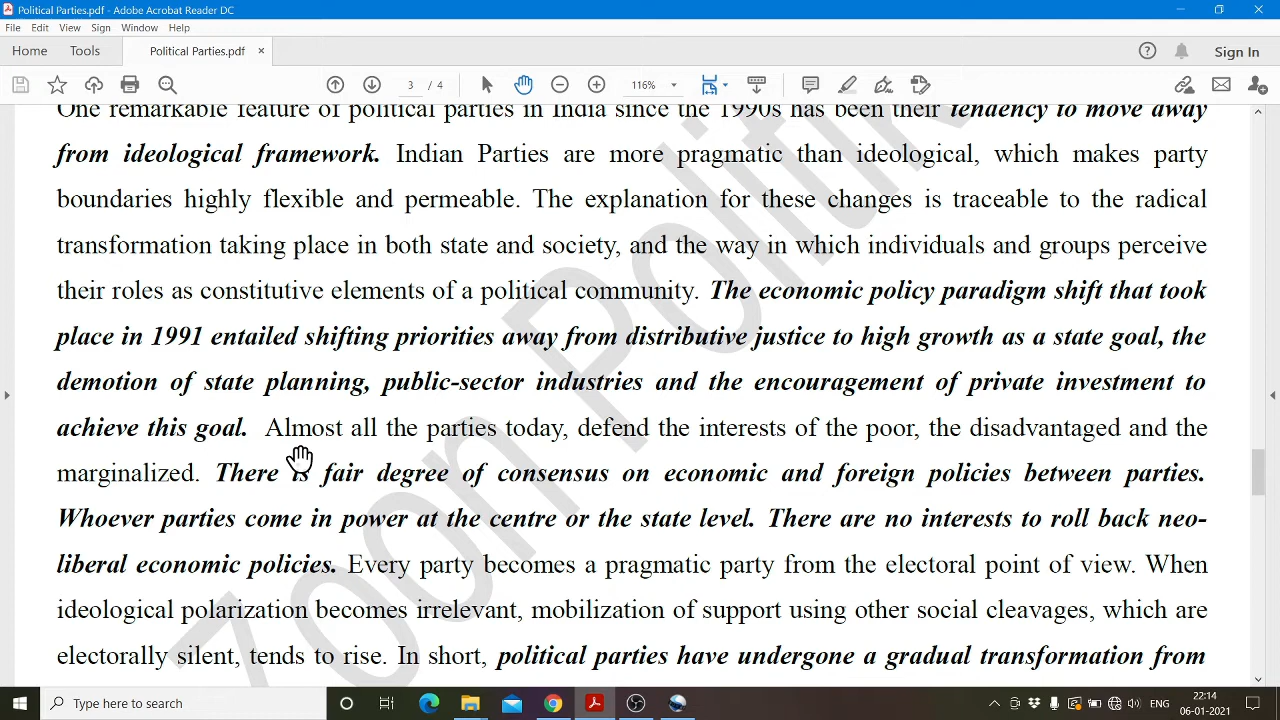 Political Parties.pdf - Adobe Acrobat Reader DC
File Edit View Sign Window Help
Home Tools Political Parties.pdf × Sign In
3 / 4 116%
One remarkable feature of political parties in India since the 1990s has been their tendency to move away
from ideological framework. Indian Parties are more pragmatic than ideological, which makes party
boundaries highly flexible and permeable. The explanation for these changes is traceable to the radical
transformation taking place in both state and society, and the way in which individuals and groups perceive
their roles as constitutive elements of a political community. The economic policy paradigm shift that took
place in 1991 entailed shifting priorities away from distributive justice to high growth as a state goal, the
demotion of state planning, public-sector industries and the encouragement of private investment to
achieve this goal. Almost all the parties today, defend the interests of the poor, the disadvantaged and the
marginalized. There is fair degree of consensus on economic and foreign policies between parties.
Whoever parties come in power at the centre or the state level. There are no interests to roll back neo-
liberal economic policies. Every party becomes a pragmatic party from the electoral point of view. When
ideological polarization becomes irrelevant, mobilization of support using other social cleavages, which are
electorally silent, tends to rise. In short, political parties have undergone a gradual transformation from
Zoon Politik
Type here to search
22:14
06-01-2021